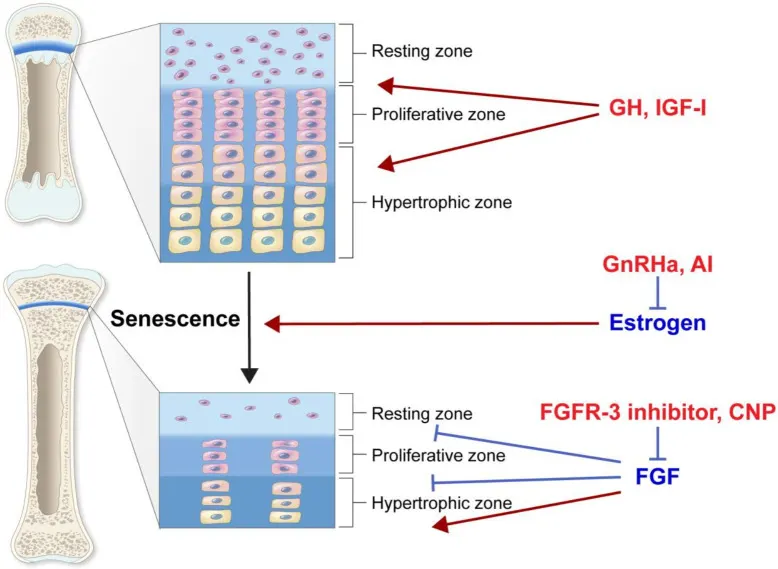 Resting zone
Proliferative zone
GH, IGF-I
Hypertrophic zone
GnRHa, AI
Senescence
Estrogen
Resting zone
FGFR-3 inhibitor, CNP
Proliferative zone
FGF
Hypertrophic zone